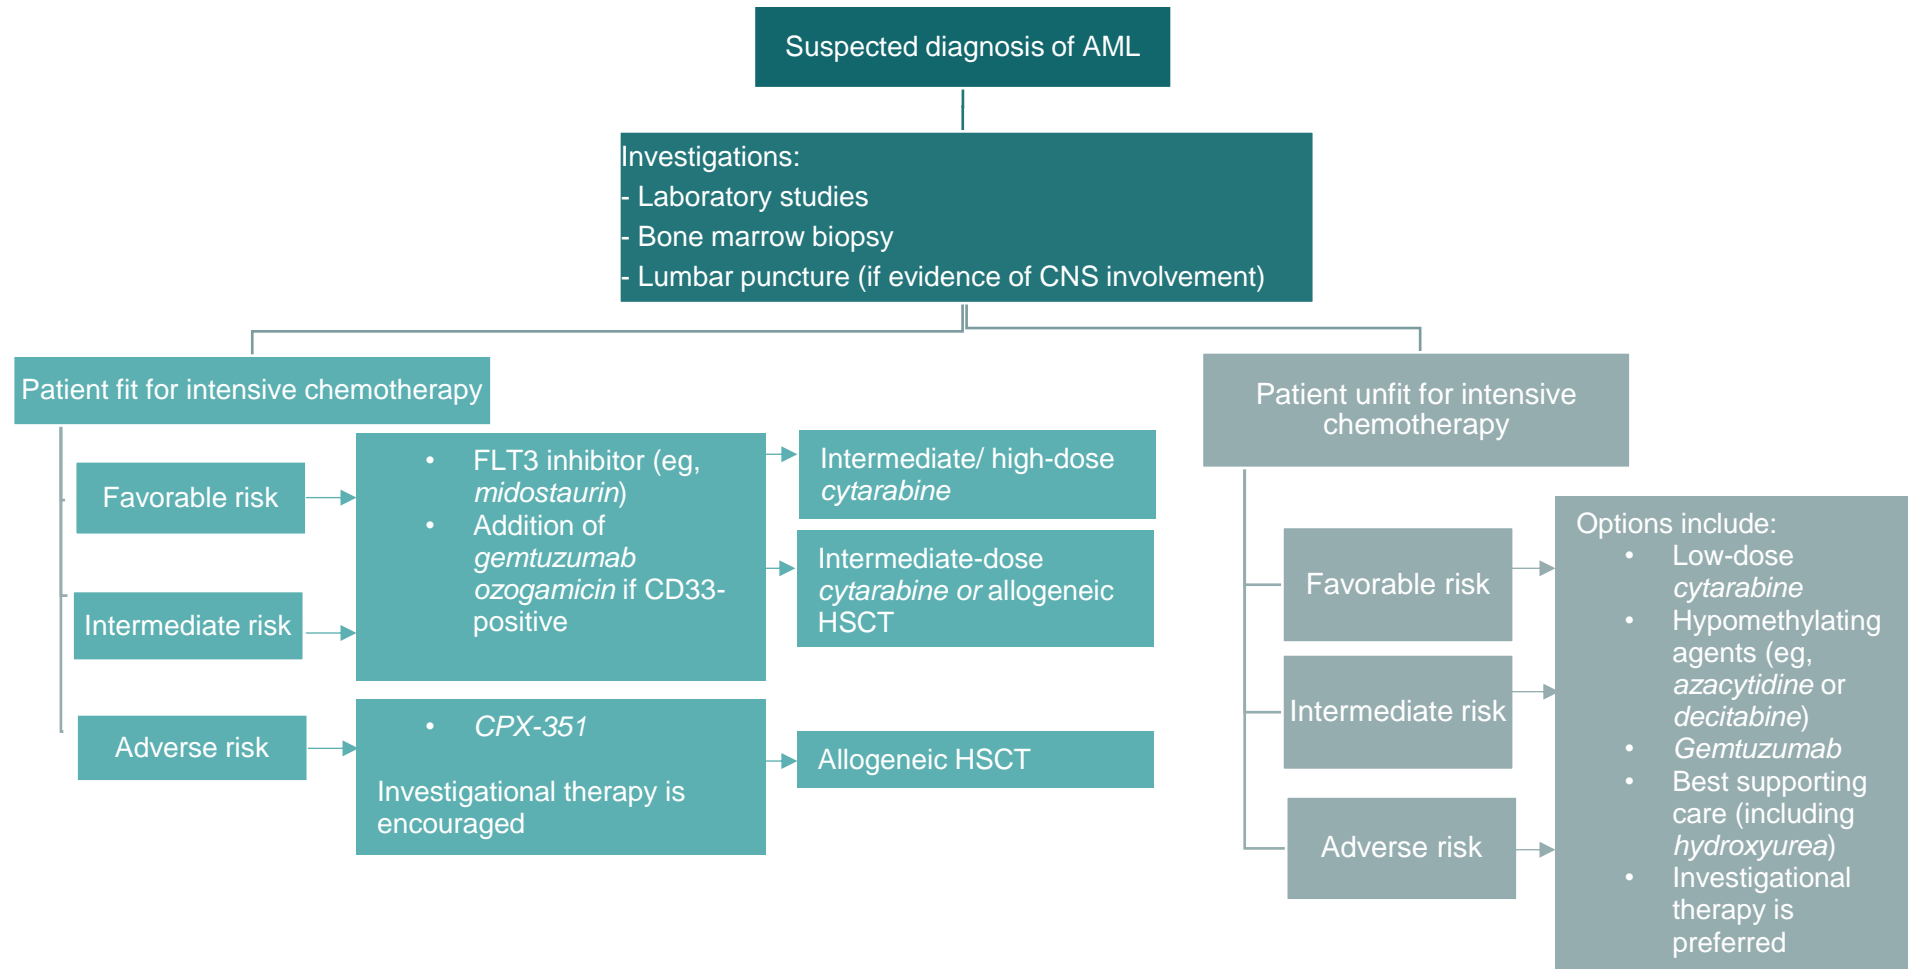 Suspected diagnosis of AML
Investigations:
- Laboratory studies
- Bone marrow biopsy
- Lumbar puncture (if evidence of CNS involvement)
Patient fit for intensive chemotherapy
Favorable risk
Intermediate risk
Adverse risk
• FLT3 inhibitor (eg,
midostaurin)
• Addition of
gemtuzumab
ozogamicin if CD33-
positive
• CPX-351
Investigational therapy is
encouraged
Intermediate/ high-dose
cytarabine
Intermediate-dose
cytarabine or allogeneic
HSCT
Allogeneic HSCT
Patient unfit for intensive
chemotherapy
Favorable risk
Intermediate risk
Adverse risk
Options include:
• Low-dose
cytarabine
• Hypomethylating
agents (eg,
azacytidine or
decitabine)
• Gemtuzumab
• Best supporting
care (including
hydroxyurea)
• Investigational
therapy is
preferred